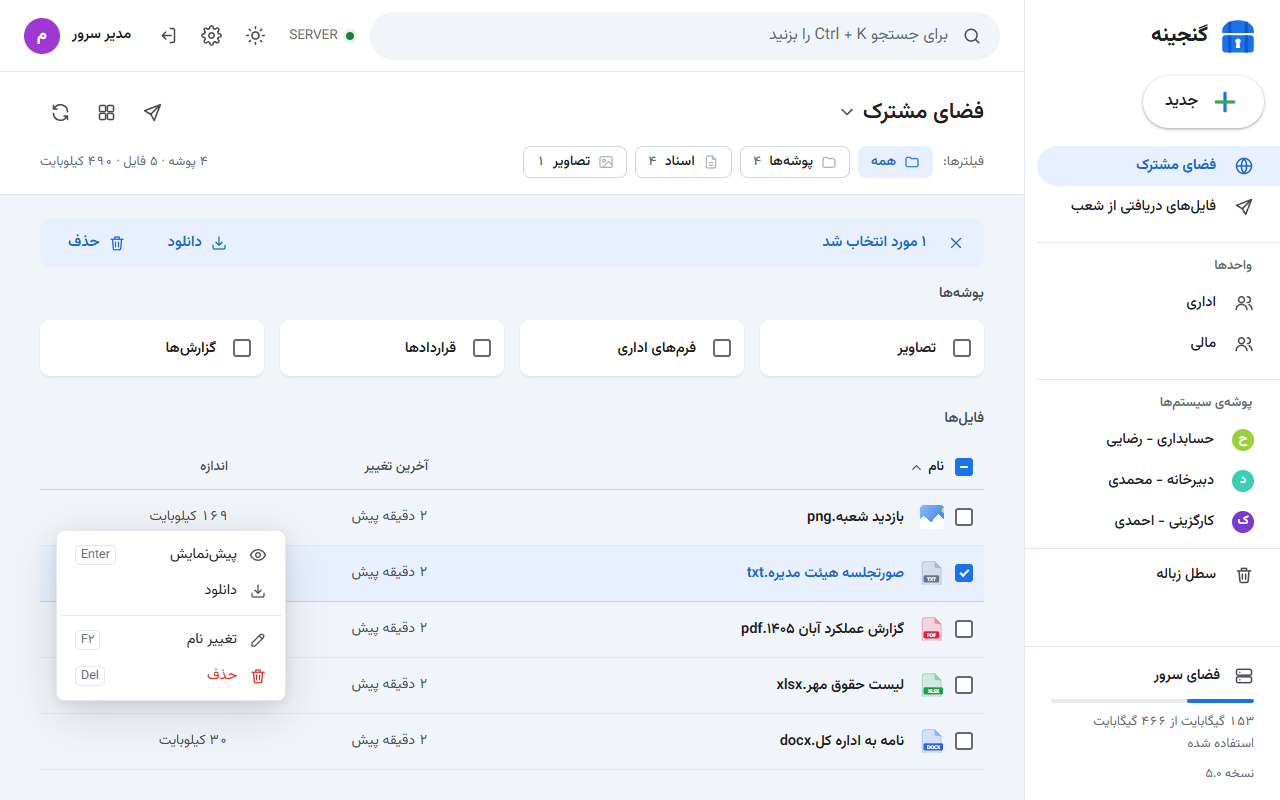 گنجینه
جدید
فضای مشترک
فایل‌های دریافتی از شعب
واحدها
اداری
مالی
پوشه‌ی سیستم‌ها
ح حسابداری - رضایی
د دبیرخانه - محمدی
ک کارگزینی - احمدی
سطل زباله
فضای سرور
۱۵۳ گیگابایت از ۴۶۶ گیگابایت
استفاده شده
نسخه ۵.۰
برای جستجو Ctrl + K را بزنید
SERVER
مدیر سرور
م
فضای مشترک
فیلترها: همه پوشه‌ها ۴ اسناد ۴ تصاویر ۱
۴ پوشه · ۵ فایل · ۴۹۰ کیلوبایت
۱ مورد انتخاب شد
دانلود
حذف
پوشه‌ها
تصاویر
فرم‌های اداری
قراردادها
گزارش‌ها
فایل‌ها
نام آخرین تغییر اندازه
بازدید شعبه.png ۲ دقیقه پیش ۱۶۹ کیلوبایت
TXT صورتجلسه هیئت مدیره.txt ۲ دقیقه پیش
PDF گزارش عملکرد آبان ۱۴۰۵.pdf ۲ دقیقه پیش
XLSX لیست حقوق مهر.xlsx ۲ دقیقه پیش
DOCX نامه به اداره کل.docx ۲ دقیقه پیش ۳۰ کیلوبایت
پیش‌نمایش Enter
دانلود
تغییر نام F۲
حذف Del